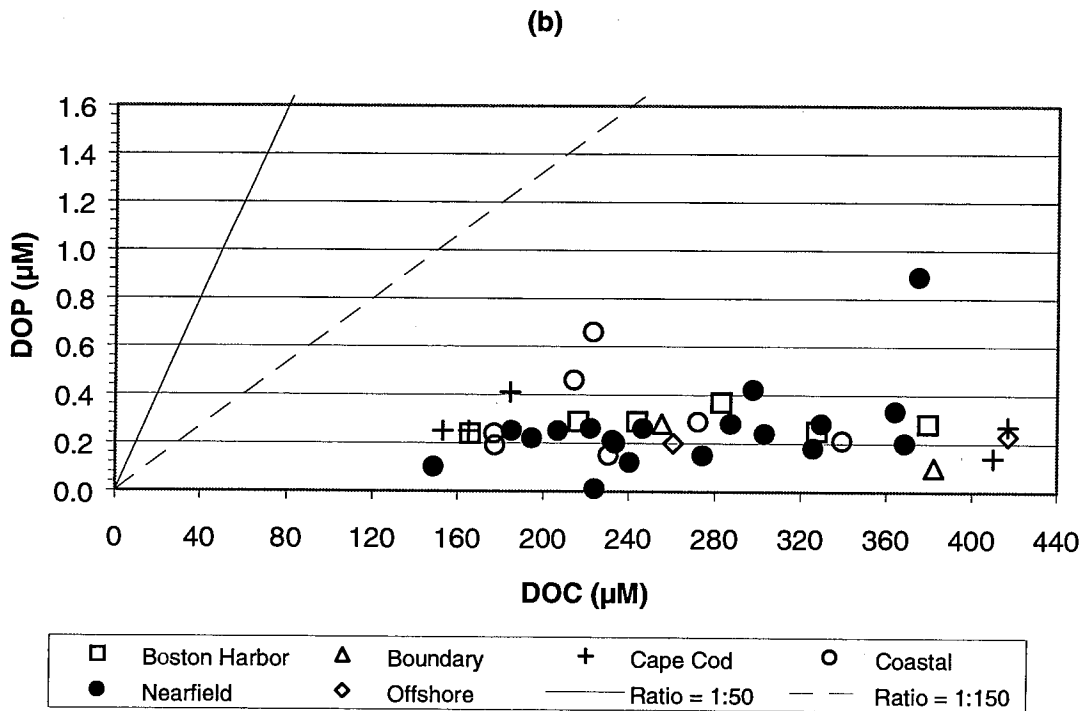 (b)
1.6
1.4
1.2
1.0
0.8
0.6
0.4
0.2
0.0
DOP (µM)
0 40 80 120 160 200 240 280 320 360 400 440
DOC (µM)
Boston Harbor Boundary Cape Cod Coastal
Nearfield Offshore Ratio = 1:50 Ratio = 1:150